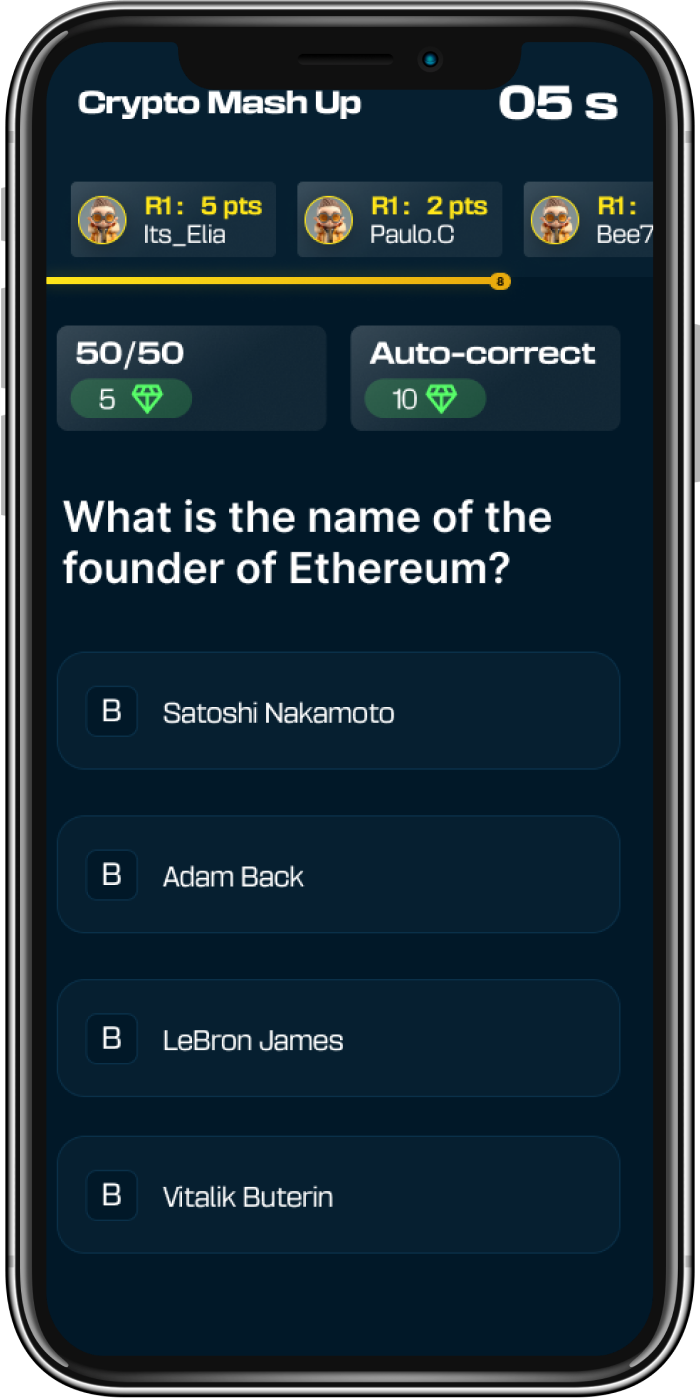 Crypto Mash Up 05 s
R1: 5 pts R1: 2 pts R1:
Its_Elia Paulo.C Bee7
8
50/50 Auto-correct
5 10
What is the name of the
founder of Ethereum?
B Satoshi Nakamoto
B Adam Back
B LeBron James
B Vitalik Buterin